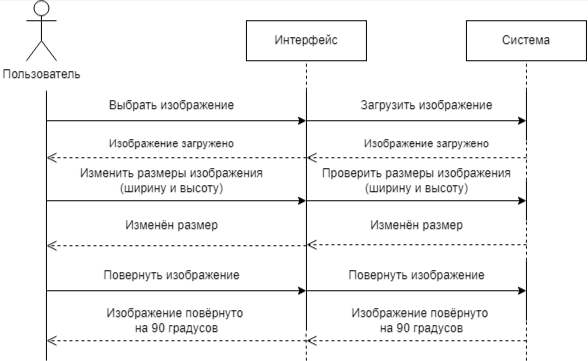 Интерфейс
Система
Пользователь
Выбрать изображение
Загрузить изображение
Изображение загружено
Изображение загружено
Изменить размеры изображения
(ширину и высоту)
Проверить размеры изображения
(ширину и высоту)
Изменён размер
Изменён размер
Повернуть изображение
Повернуть изображение
Изображение повёрнуто
на 90 градусов
Изображение повёрнуто
на 90 градусов